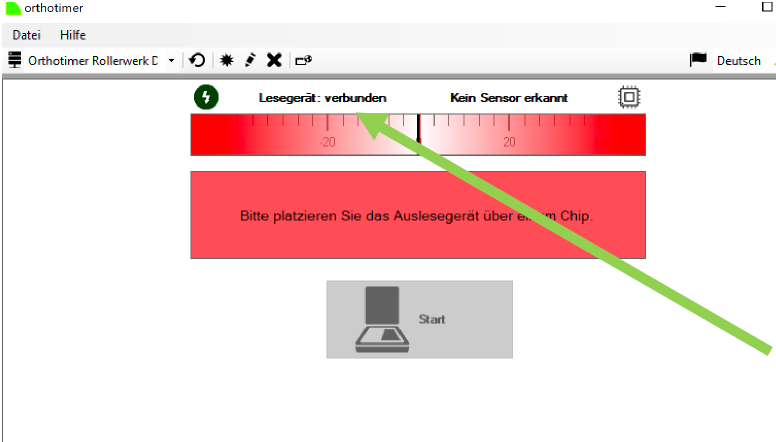 orthotimer
Datei Hilfe
Orthotimer Rollerwerk D Deutsch
Lesegerät: verbunden Kein Sensor erkannt
-20 20
Bitte platzieren Sie das Auslesegerät über einem Chip.
Start